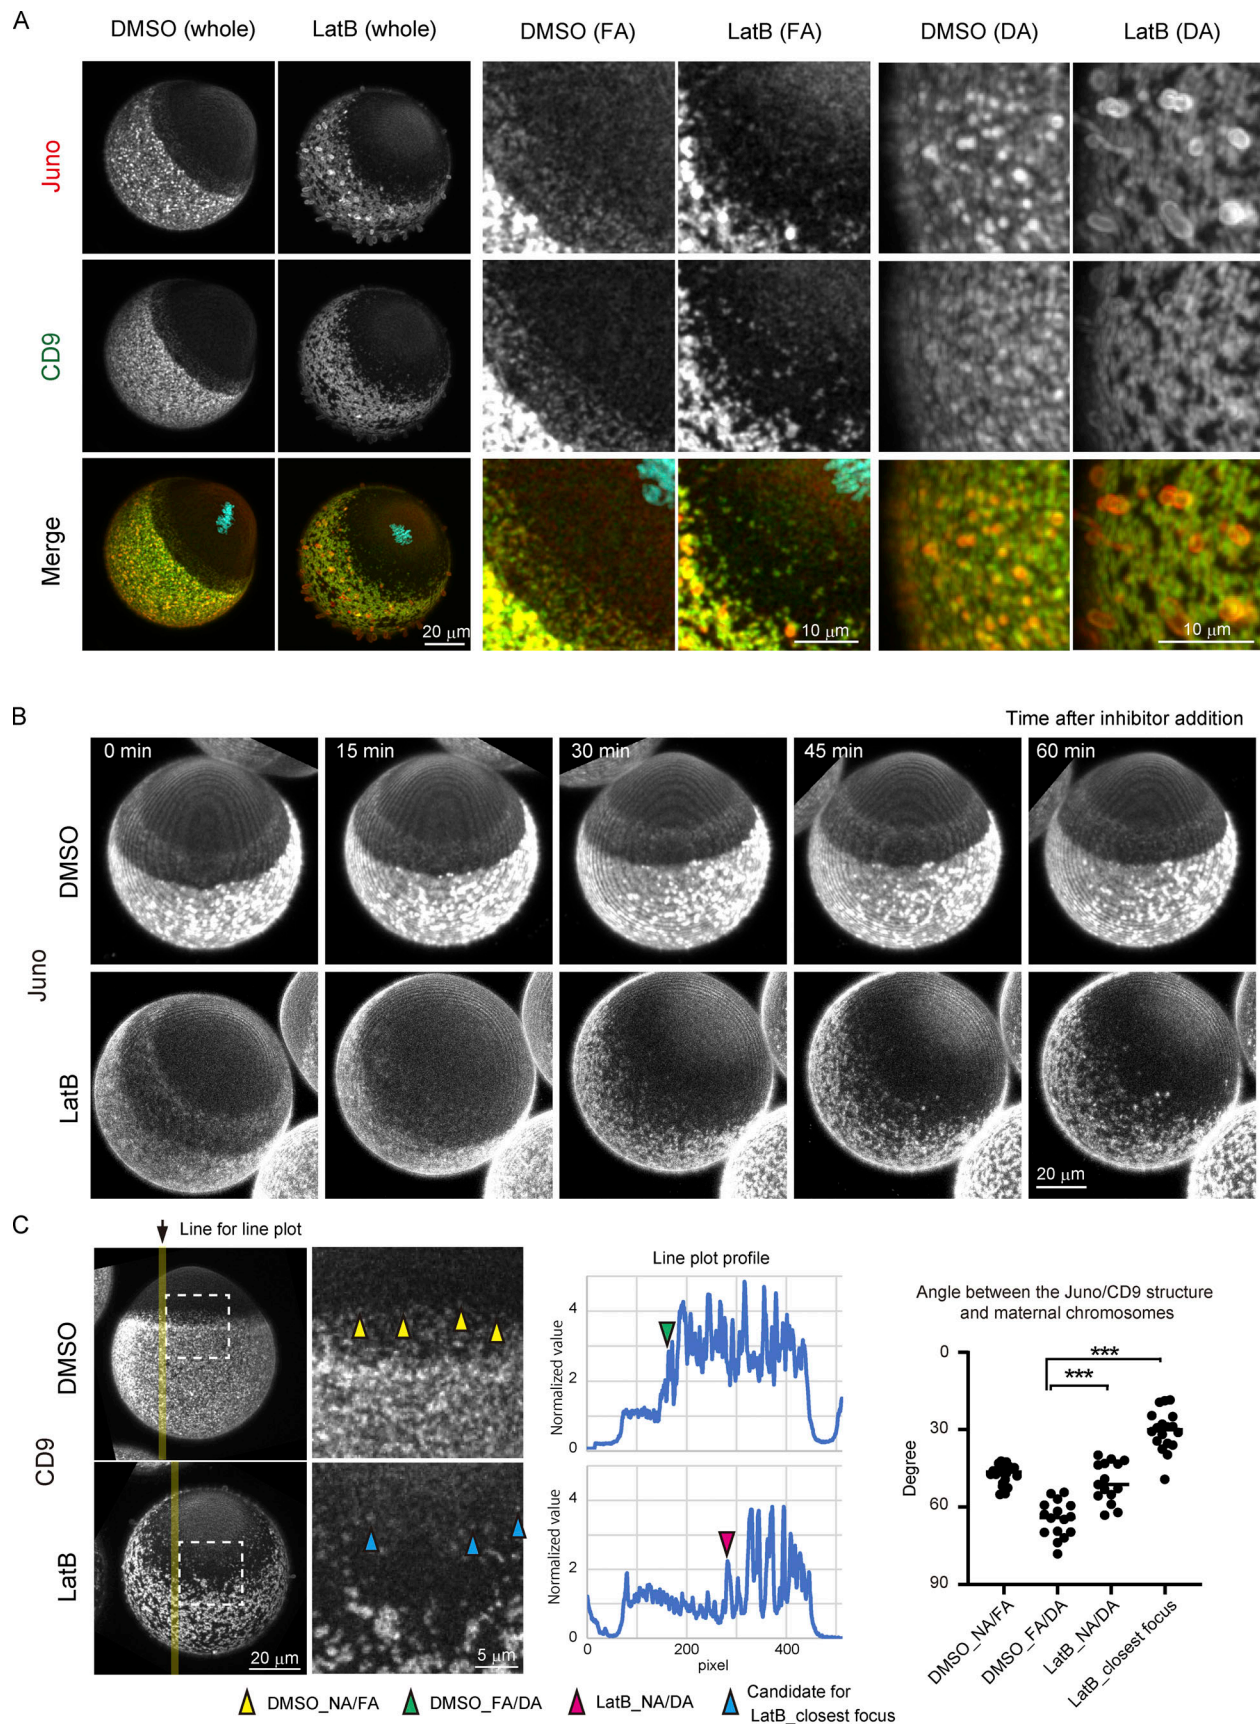 A
DMSO (whole)
LatB (whole)
DMSO (FA)
LatB (FA)
DMSO (DA)
LatB (DA)
Juno
CD9
Merge
20 μm
10 μm
10 μm
B
Time after inhibitor addition
0 min
15 min
30 min
45 min
60 min
DMSO
Juno
LatB
20 μm
C
Line for line plot
DMSO
CD9
LatB
20 μm
5 μm
Line plot profile
Normalized value
4
2
0
Normalized value
4
2
0
0
200
400
pixel
Angle between the Juno/CD9 structure
and maternal chromosomes
Degree
0
30
60
90
***
***
DMSO_NA/FA
DMSO_FA/DA
LatB_NA/DA
LatB_closest focus
DMSO_NA/FA
DMSO_FA/DA
LatB_NA/DA
Candidate for
LatB_closest focus